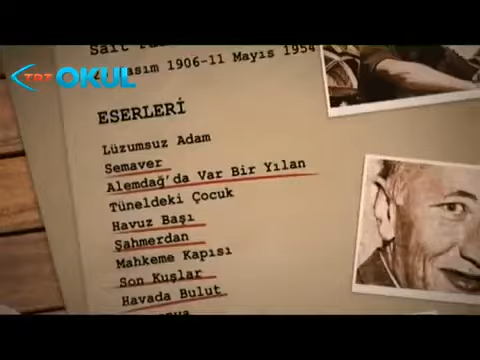 TRT OKUL
Sait
Kasım 1906-11 Mayıs 1954
ESERLERİ
Lüzumsuz Adam
Semaver
Alemdağ'da Var Bir Yılan
Tüneldeki Çocuk
Havuz Başı
Şahmerdan
Mahkeme Kapısı
Son Kuşlar
Havada Bulut